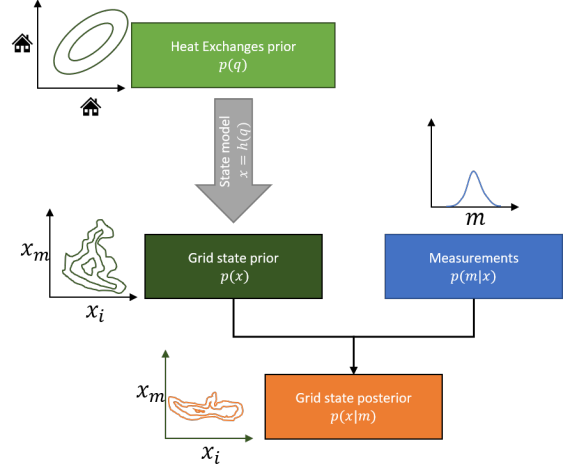 Heat Exchanges prior
p(q)
State model
x = h(q)
m
x_m
Grid state prior
p(x)
Measurements
p(m|x)
x_i
x_m
Grid state posterior
p(x|m)
x_i